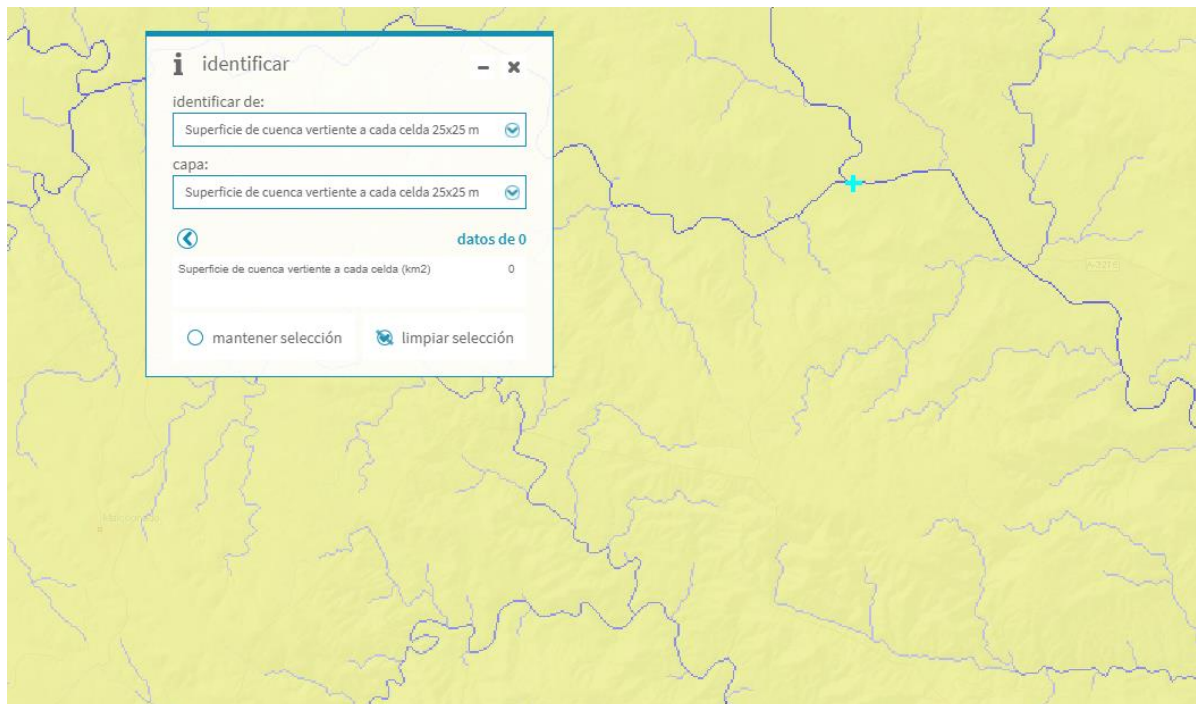 i identificar
identificar de:
Superficie de cuenca vertiente a cada celda 25x25 m
capa:
Superficie de cuenca vertiente a cada celda 25x25 m
datos de 0
Superficie de cuenca vertiente a cada celda (km2) 0
mantener selección limpiar selección